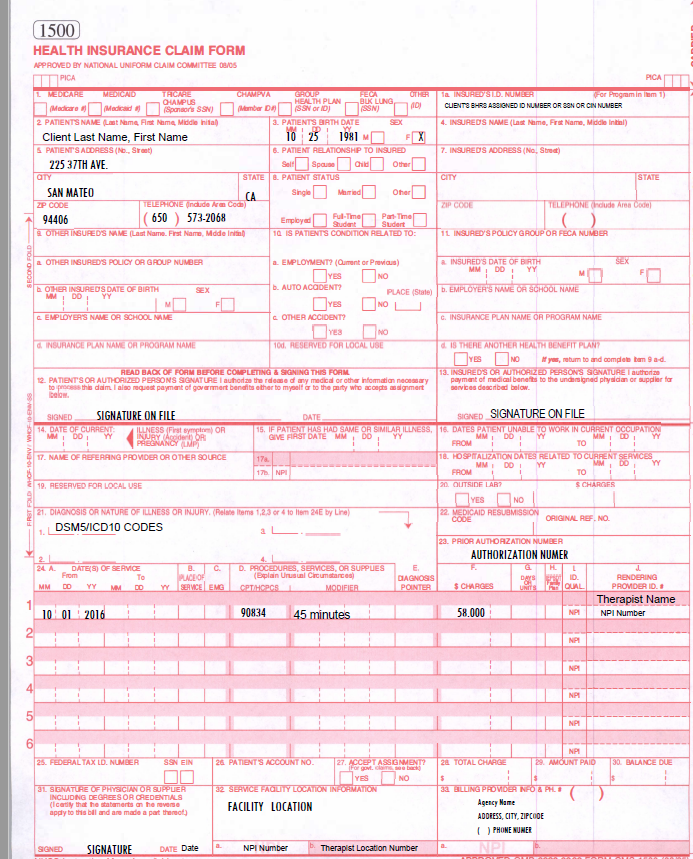 1500
HEALTH INSURANCE CLAIM FORM
APPROVED BY NATIONAL UNIFORM CLAIM COMMITTEE 08/05
PICA PICA
1. MEDICARE MEDICAID TRICARE CHAMPUS CHAMPVA GROUP HEALTH PLAN FECA BLK LUNG OTHER
(Medicare #) (Medicaid #) (Sponsor's SSN) (Member ID#) (SSN or ID) (SSN) (ID)
1a. INSURED'S I.D. NUMBER (For Program in Item 1)
CLIENT'S BHRS ASSIGNED ID NUMBER OR SSN OR CIN NUMBER
2. PATIENT'S NAME (Last Name, First Name, Middle Initial)
Client Last Name, First Name
3. PATIENT'S BIRTH DATE SEX
MM DD YY
10 25 1981 M F X
4. INSURED'S NAME (Last Name, First Name, Middle Initial)
5. PATIENT'S ADDRESS (No., Street)
225 37TH AVE.
6. PATIENT RELATIONSHIP TO INSURED
Self Spouse Child Other
7. INSURED'S ADDRESS (No., Street)
CITY STATE
SAN MATEO CA
8. PATIENT STATUS
Single Married Other
CITY STATE
ZIP CODE TELEPHONE (Include Area Code)
94406 (650) 573-2068
Employed Full-Time Student Part-Time Student
ZIP CODE TELEPHONE (Include Area Code)
( )
9. OTHER INSURED'S NAME (Last Name, First Name, Middle Initial)
10. IS PATIENT'S CONDITION RELATED TO:
11. INSURED'S POLICY GROUP OR FECA NUMBER
a. OTHER INSURED'S POLICY OR GROUP NUMBER
a. EMPLOYMENT? (Current or Previous)
YES NO
a. INSURED'S DATE OF BIRTH SEX
MM DD YY M F
b. OTHER INSURED'S DATE OF BIRTH SEX
MM DD YY M F
b. AUTO ACCIDENT? PLACE (State)
YES NO
b. EMPLOYER'S NAME OR SCHOOL NAME
c. EMPLOYER'S NAME OR SCHOOL NAME
c. OTHER ACCIDENT?
YES NO
c. INSURANCE PLAN NAME OR PROGRAM NAME
d. INSURANCE PLAN NAME OR PROGRAM NAME
10d. RESERVED FOR LOCAL USE
d. IS THERE ANOTHER HEALTH BENEFIT PLAN?
YES NO If yes, return to and complete item 9 a-d.
READ BACK OF FORM BEFORE COMPLETING & SIGNING THIS FORM.
12. PATIENT'S OR AUTHORIZED PERSON'S SIGNATURE I authorize the release of any medical or other information necessary
to process this claim. I also request payment of government benefits either to myself or to the party who accepts assignment
below.
SIGNED SIGNATURE ON FILE DATE
13. INSURED'S OR AUTHORIZED PERSON'S SIGNATURE I authorize
payment of medical benefits to the undersigned physician or supplier for
services described below.
SIGNED SIGNATURE ON FILE
14. DATE OF CURRENT: ILLNESS (First symptom) OR
MM DD YY INJURY (Accident) OR
PREGNANCY (LMP)
15. IF PATIENT HAS HAD SAME OR SIMILAR ILLNESS,
GIVE FIRST DATE MM DD YY
16. DATES PATIENT UNABLE TO WORK IN CURRENT OCCUPATION
MM DD YY MM DD YY
FROM TO
17. NAME OF REFERRING PROVIDER OR OTHER SOURCE
17a.
17b. NPI
18. HOSPITALIZATION DATES RELATED TO CURRENT SERVICES
MM DD YY MM DD YY
FROM TO
19. RESERVED FOR LOCAL USE
20. OUTSIDE LAB? $ CHARGES
YES NO
21. DIAGNOSIS OR NATURE OF ILLNESS OR INJURY. (Relate Items 1,2,3 or 4 to Item 24E by Line)
1. DSM5/ICD10 CODES
3.
2.
4.
22. MEDICAID RESUBMISSION
CODE ORIGINAL REF. NO.
23. PRIOR AUTHORIZATION NUMBER
AUTHORIZATION NUMER
24. A. DATE(S) OF SERVICE B. C. D. PROCEDURES, SERVICES, OR SUPPLIES E. F. G. H. I. J.
From To PLACE OF SERVICE EMG (Explain Unusual Circumstances) DIAGNOSIS POINTER $ CHARGES DAYS OR UNITS ID. QUAL. RENDERING PROVIDER ID. #
MM DD YY MM DD YY CPT/HCPCS MODIFIER
Therapist Name
1 10 01 2016 90834 45 minutes 58.000 NPI NPI Number
2 NPI
3 NPI
4 NPI
5 NPI
6 NPI
25. FEDERAL TAX I.D. NUMBER SSN EIN
26. PATIENT'S ACCOUNT NO.
27. ACCEPT ASSIGNMENT?
(For govt. claims, see back)
YES NO
28. TOTAL CHARGE
$
29. AMOUNT PAID
$
30. BALANCE DUE
$
31. SIGNATURE OF PHYSICIAN OR SUPPLIER
INCLUDING DEGREES OR CREDENTIALS
(I certify that the statements on the reverse
apply to this bill and are made a part thereof.)
SIGNED SIGNATURE DATE Date
32. SERVICE FACILITY LOCATION INFORMATION
FACILITY LOCATION
a. NPI Number b. Therapist Location Number
33. BILLING PROVIDER INFO & PH. # ( )
Agency Name
ADDRESS, CITY, ZIPCODE
( ) PHONE NUMER
a. NPI b.
SECOND FOLD